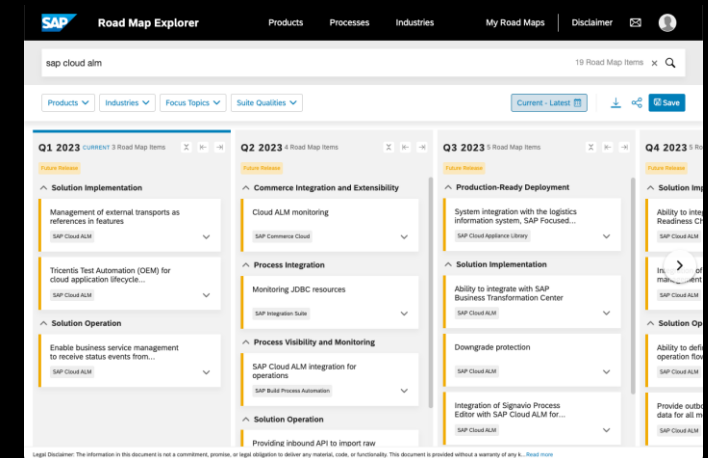 SAP Road Map Explorer Products Processes Industries My Road Maps Disclaimer
sap cloud alm 19 Road Map Items
Products Industries Focus Topics Suite Qualities Current - Latest Save
Q1 2023 CURRENT 3 Road Map Items
Future Release
Solution Implementation
Management of external transports as
references in features
SAP Cloud ALM
Tricentis Test Automation (OEM) for
cloud application lifecycle...
SAP Cloud ALM
Solution Operation
Enable business service management
to receive status events from...
SAP Cloud ALM
Q2 2023 4 Road Map Items
Future Release
Commerce Integration and Extensibility
Cloud ALM monitoring
SAP Commerce Cloud
Process Integration
Monitoring JDBC resources
SAP Integration Suite
Process Visibility and Monitoring
SAP Cloud ALM integration for
operations
SAP Build Process Automation
Solution Operation
Providing inbound API to import raw
Q3 2023 5 Road Map Items
Future Release
Production-Ready Deployment
System integration with the logistics
information system, SAP Focused...
SAP Cloud Appliance Library
Solution Implementation
Ability to integrate with SAP
Business Transformation Center
SAP Cloud ALM
Downgrade protection
SAP Cloud ALM
Integration of Signavio Process
Editor with SAP Cloud ALM for...
SAP Cloud ALM
Q4 2023 5
Future Release
Solution
Ability to
Readiness
SAP Cloud ALM
of
SAP Cloud ALM
Solution
Ability to
operation
SAP Cloud ALM
Provide
data for all
SAP Cloud ALM
Legal Disclaimer: The information in this document is not a commitment, promise, or legal obligation to deliver any material, code, or functionality. This document is provided without a warranty of any k... Read more